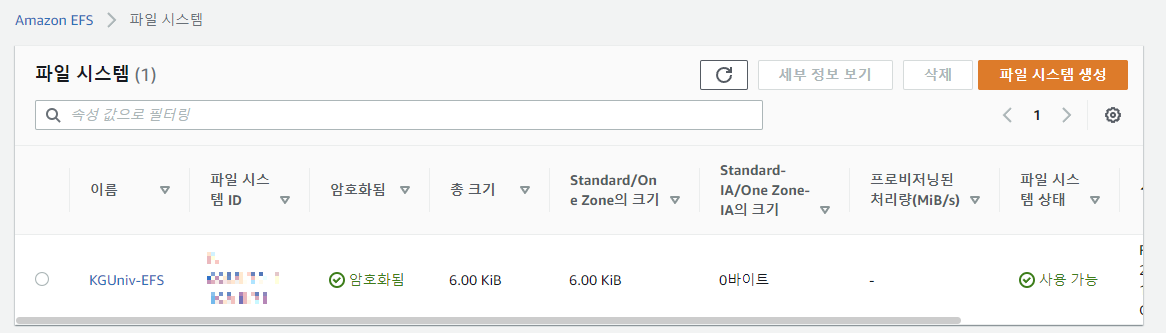 Amazon EFS > 파일 시스템
파일 시스템 (1)
세부 정보 보기
삭제
파일 시스템 생성
속성 값으로 필터링
1
이름
파일 시스
템 ID
암호화됨
총 크기
Standard/On
e Zone의 크기
Standard-
IA/One Zone-
IA의 크기
프로비저닝된
처리량(MiB/s)
파일 시스
템 상태
KGUniv-EFS
암호화됨
6.00 KiB
6.00 KiB
0바이트
-
사용 가능